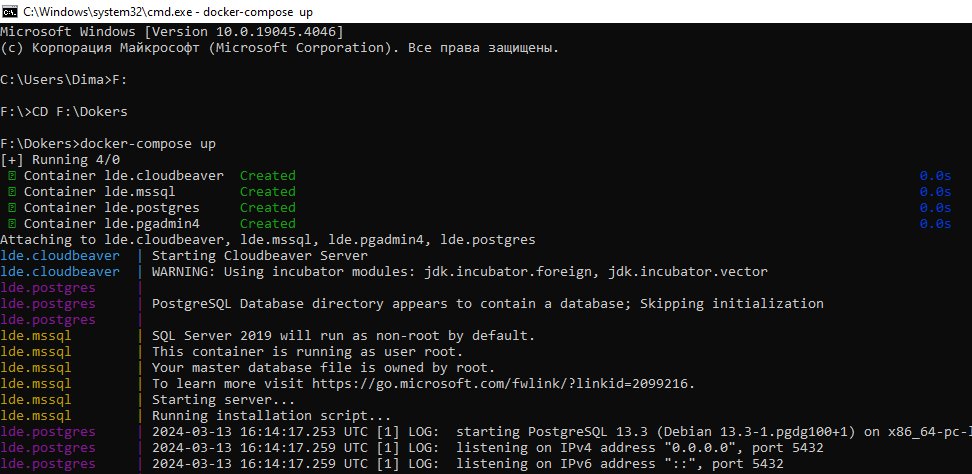 C:\Windows\system32\cmd.exe - docker-compose up
Microsoft Windows [Version 10.0.19045.4046]
(c) Корпорация Майкрософт (Microsoft Corporation). Все права защищены.
C:\Users\Dima>F:
F:\>CD F:\Dokers
F:\Dokers>docker-compose up
[+] Running 4/0
Container lde.cloudbeaver Created 0.0s
Container lde.mssql Created 0.0s
Container lde.postgres Created 0.0s
Container lde.pgadmin4 Created 0.0s
Attaching to lde.cloudbeaver, lde.mssql, lde.pgadmin4, lde.postgres
lde.cloudbeaver | Starting Cloudbeaver Server
lde.cloudbeaver | WARNING: Using incubator modules: jdk.incubator.foreign, jdk.incubator.vector
lde.postgres |
lde.postgres | PostgreSQL Database directory appears to contain a database; Skipping initialization
lde.postgres |
lde.mssql | SQL Server 2019 will run as non-root by default.
lde.mssql | This container is running as user root.
lde.mssql | Your master database file is owned by root.
lde.mssql | To learn more visit https://go.microsoft.com/fwlink/?linkid=2099216.
lde.mssql | Starting server...
lde.mssql | Running installation script...
lde.postgres | 2024-03-13 16:14:17.253 UTC [1] LOG: starting PostgreSQL 13.3 (Debian 13.3-1.pgdg100+1) on x86_64-pc-l
lde.postgres | 2024-03-13 16:14:17.259 UTC [1] LOG: listening on IPv4 address "0.0.0.0", port 5432
lde.postgres | 2024-03-13 16:14:17.259 UTC [1] LOG: listening on IPv6 address "::", port 5432